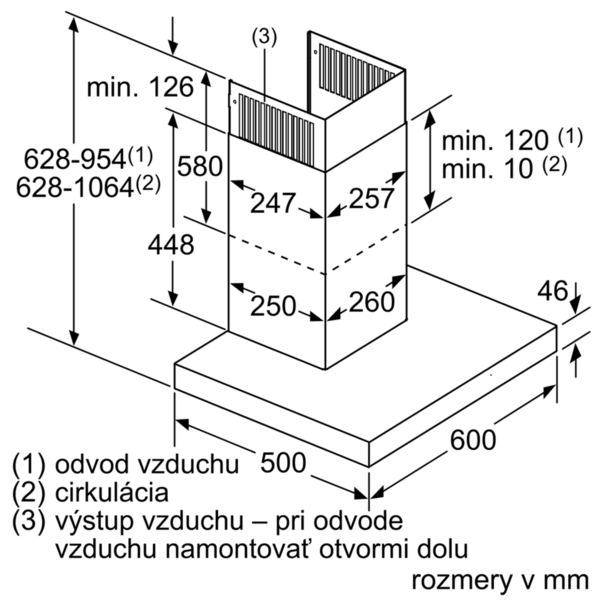 (3)
min. 126
628-954(1)
628-1064(2)
580
min. 120 (1)
min. 10 (2)
247
257
448
250
260
46
500
600
(1) odvod vzduchu
(2) cirkulácia
(3) výstup vzduchu – pri odvode
vzduchu namontovať otvormi dolu
rozmery v mm